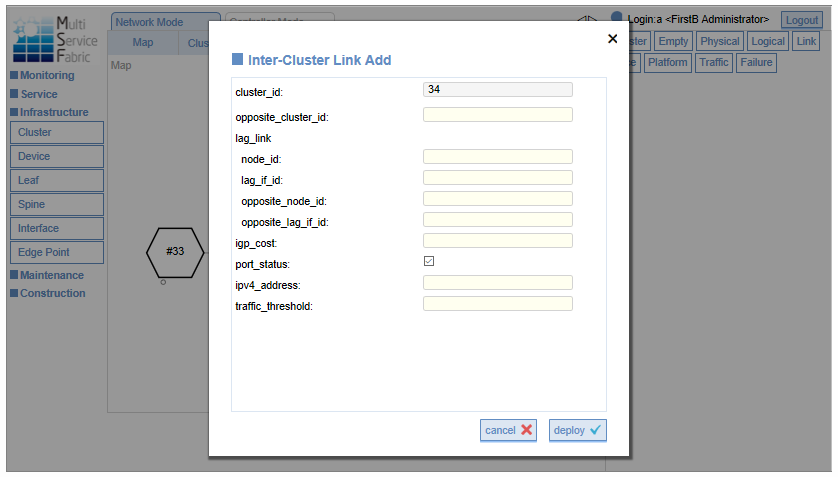 Multi
Service
Fabric
Network Mode
Controller Mode
Login:a <FirstB Administrator>
Logout
Map
Empty
Physical
Logical
Link
Platform
Traffic
Failure
Map
Monitoring
Service
Infrastructure
Cluster
Device
Leaf
Spine
Interface
Edge Point
Maintenance
Construction
#33
Inter-Cluster Link Add
cluster_id: 34
opposite_cluster_id:
lag_link
node_id:
lag_if_id:
opposite_node_id:
opposite_lag_if_id:
igp_cost:
port_status:
ipv4_address:
traffic_threshold:
cancel
deploy